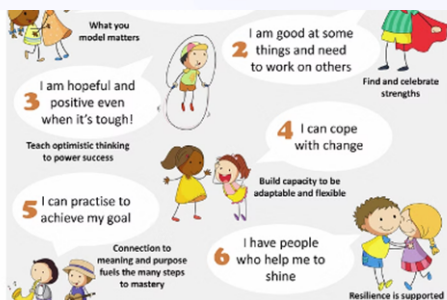 What you
model matters
2
I am good at some
things and need
to work on others
Find and celebrate
strengths
3
I am hopeful and
positive even
when it's tough!
Teach optimistic thinking
to power success
4
I can cope
with change
Build capacity to be
adaptable and flexible
5
I can practise to
achieve my goal
Connection to
meaning and purpose
fuels the many steps
to mastery
6
I have people
who help me to
shine
Resilience is supported